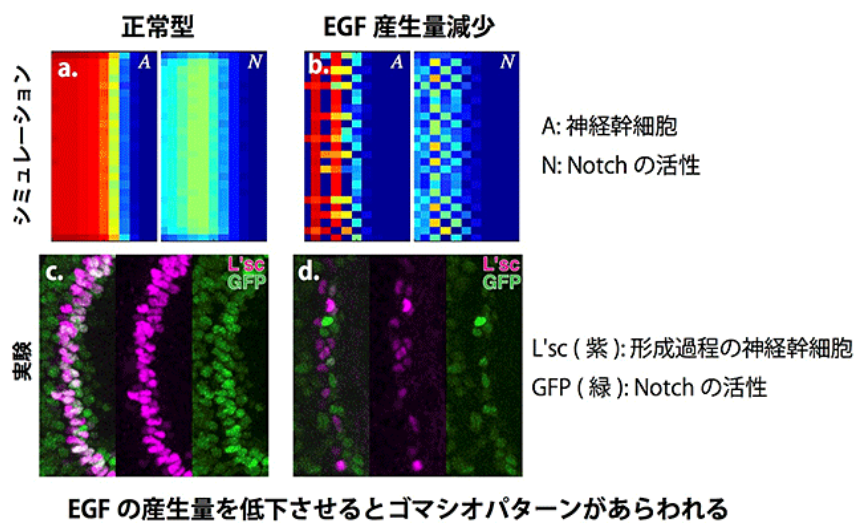 正常型
EGF 産生量減少
シミュレーション
a.
A
N
b.
A
N
A: 神経幹細胞
N: Notch の活性
実験
c.
L'sc
GFP
d.
L'sc
GFP
L'sc ( 紫 ): 形成過程の神経幹細胞
GFP ( 緑 ): Notch の活性
EGF の産生量を低下させるとゴマシオパターンがあらわれる